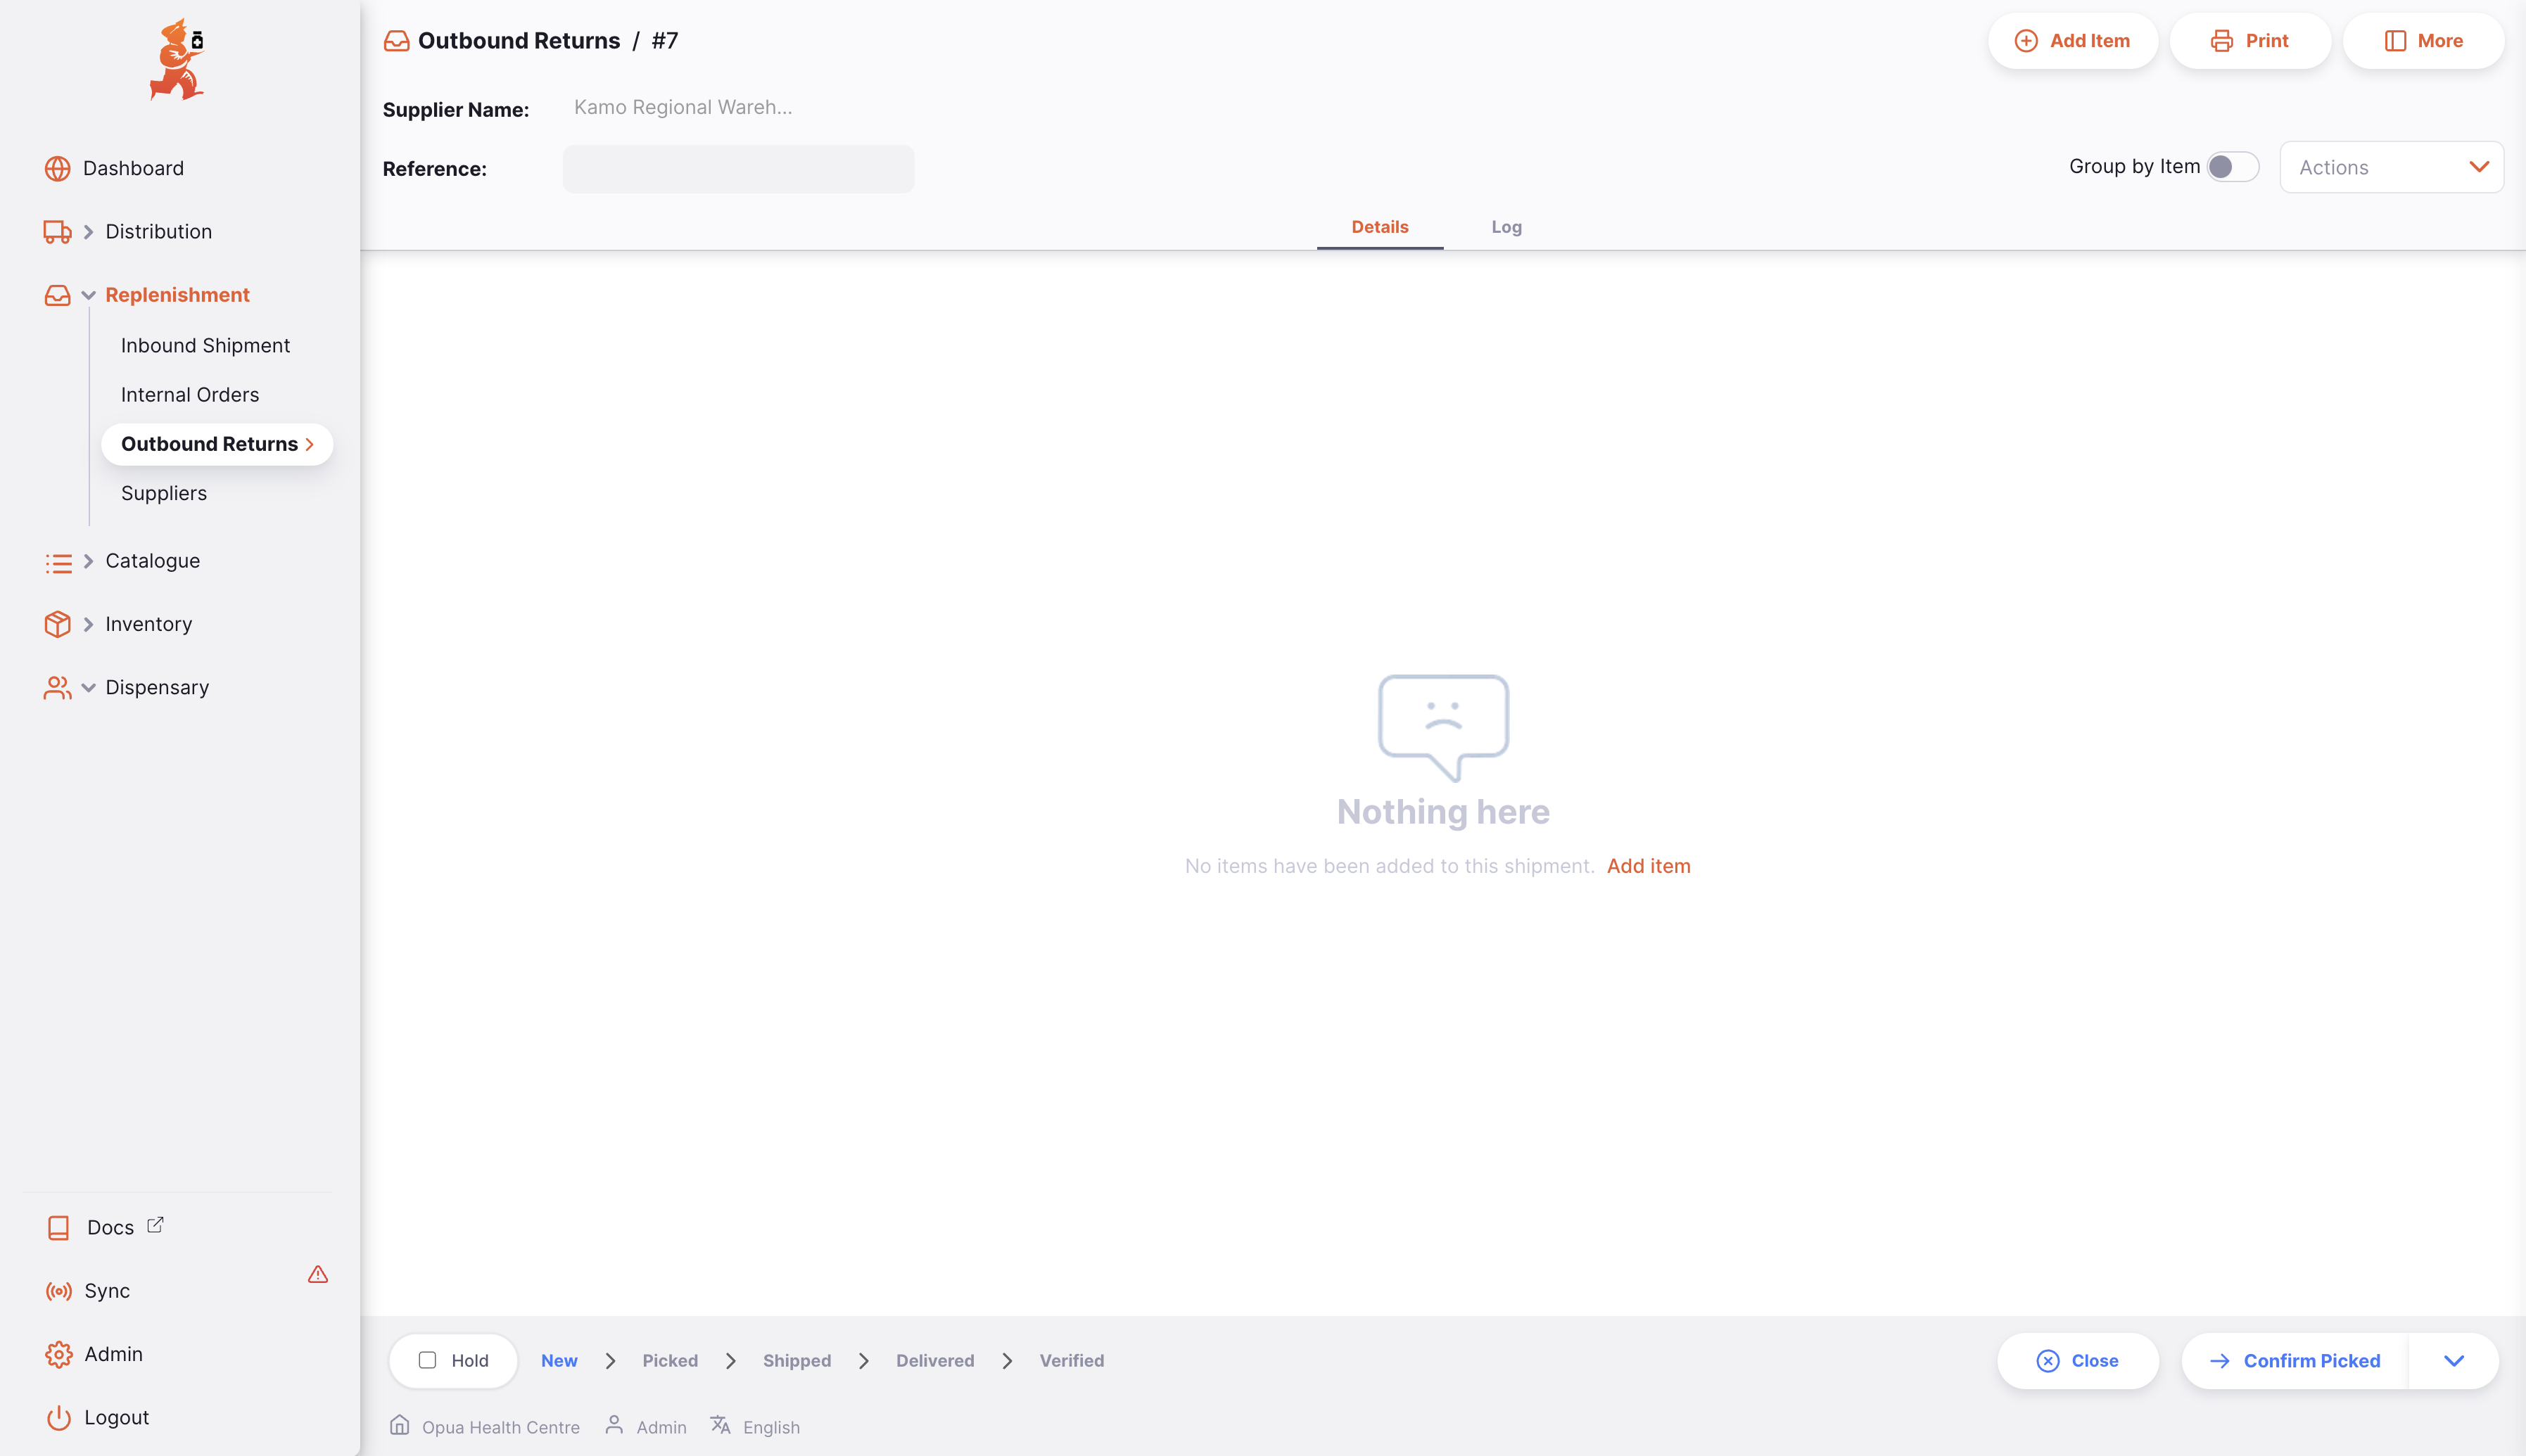 Outbound Returns / #7
Add Item
Print
More
Supplier Name: Kamo Regional Wareh...
Reference:
Group by Item
Actions
Details
Log
Dashboard
Distribution
Replenishment
Inbound Shipment
Internal Orders
Outbound Returns
Suppliers
Catalogue
Inventory
Dispensary
Nothing here
No items have been added to this shipment. Add item
Docs
Sync
Admin
Logout
Hold
New
Picked
Shipped
Delivered
Verified
Close
Confirm Picked
Opua Health Centre
Admin
English